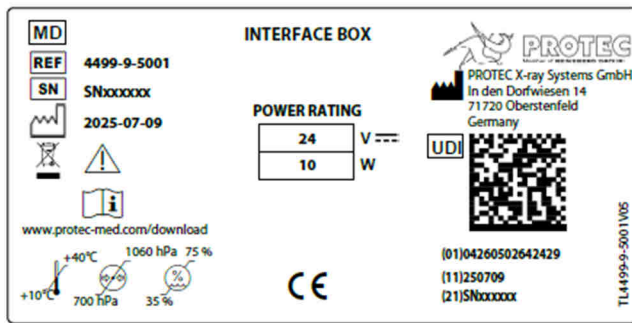 MD
INTERFACE BOX
REF 4499-9-5001
SN SNxxxxxx
2025-07-09
www.protec-med.com/download
+10°C +40°C
700 hPa 1060 hPa
35 % 75 %
POWER RATING
24 V
10 W
CE
PROTEC
PROTEC X-ray Systems GmbH
In den Dorfwiesen 14
71720 Oberstenfeld
Germany
UDI
(01)04260502642429
(11)250709
(21)SNxxxxxx
TL4499-9-5001V05